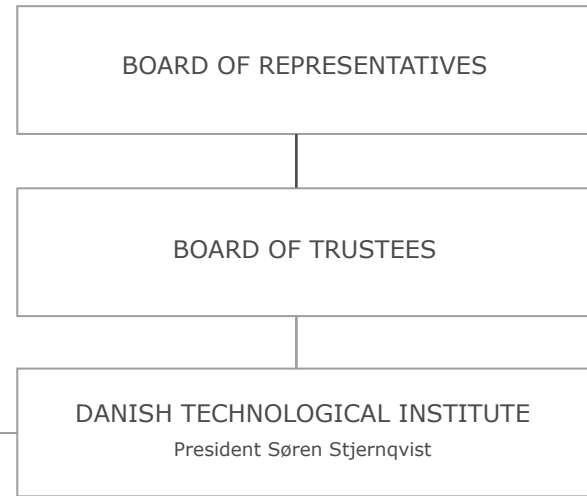 BOARD OF REPRESENTATIVES
BOARD OF TRUSTEES
DANISH TECHNOLOGICAL INSTITUTE
President Søren Stjernqvist